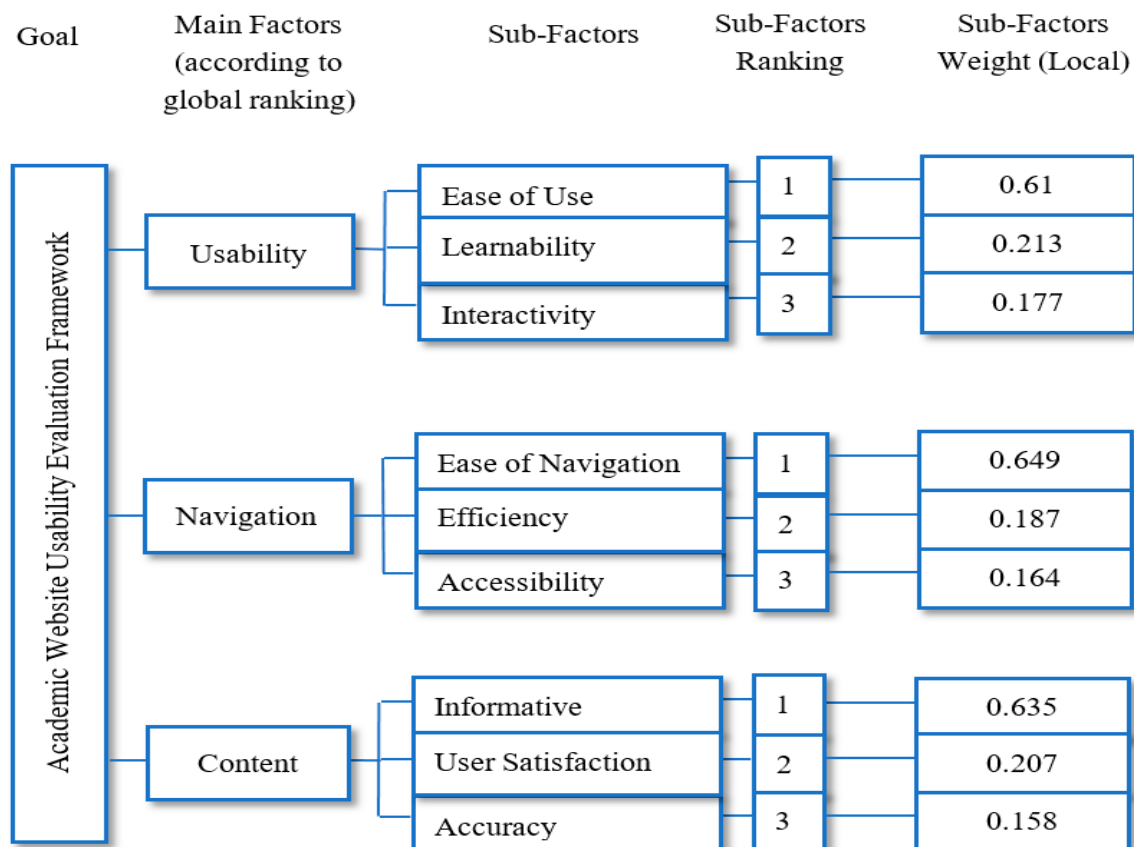 Goal
Main Factors
(according to
global ranking)
Sub-Factors
Sub-Factors
Ranking
Sub-Factors
Weight (Local)
Academic Website Usability Evaluation Framework
Usability
Ease of Use
1
0.61
Learnability
2
0.213
Interactivity
3
0.177
Navigation
Ease of Navigation
1
0.649
Efficiency
2
0.187
Accessibility
3
0.164
Content
Informative
1
0.635
User Satisfaction
2
0.207
Accuracy
3
0.158